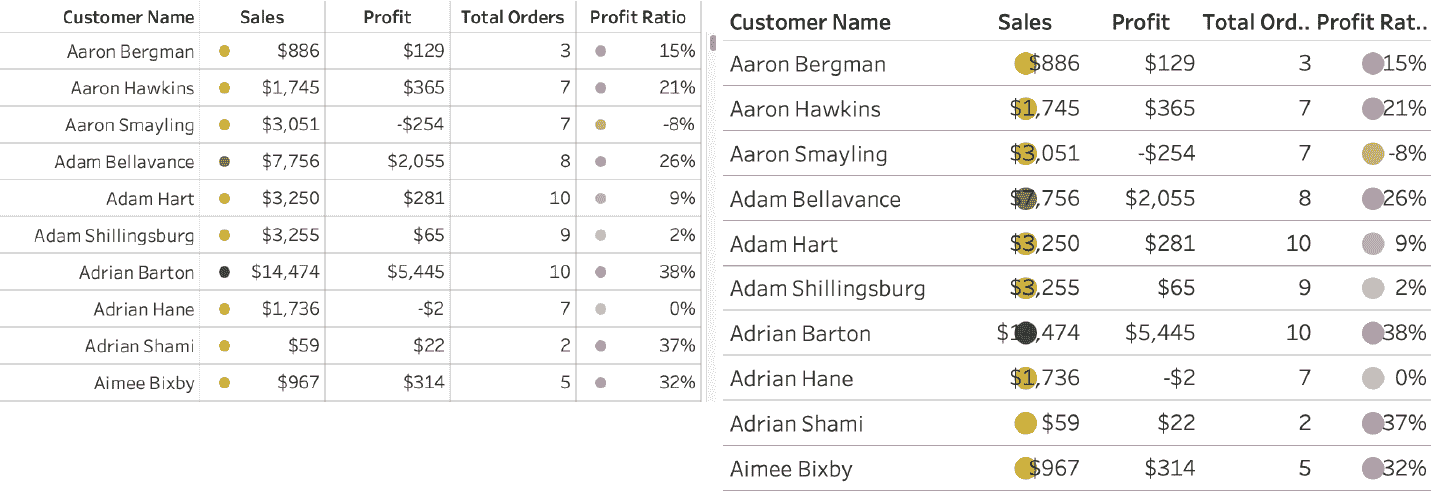 Customer Name Sales Profit Total Orders Profit Ratio
Aaron Bergman $886 $129 3 15%
Aaron Hawkins $1,745 $365 7 21%
Aaron Smayling $3,051 -$254 7 -8%
Adam Bellavance $7,756 $2,055 8 26%
Adam Hart $3,250 $281 10 9%
Adam Shillingsburg $3,255 $65 9 2%
Adrian Barton $14,474 $5,445 10 38%
Adrian Hane $1,736 -$2 7 0%
Adrian Shami $59 $22 2 37%
Aimee Bixby $967 $314 5 32%
Customer Name Sales Profit Total Ord.. Profit Rat..
Aaron Bergman $886 $129 3 15%
Aaron Hawkins $1,745 $365 7 21%
Aaron Smayling $3,051 -$254 7 -8%
Adam Bellavance $7,756 $2,055 8 26%
Adam Hart $3,250 $281 10 9%
Adam Shillingsburg $3,255 $65 9 2%
Adrian Barton $14,474 $5,445 10 38%
Adrian Hane $1,736 -$2 7 0%
Adrian Shami $59 $22 2 37%
Aimee Bixby $967 $314 5 32%